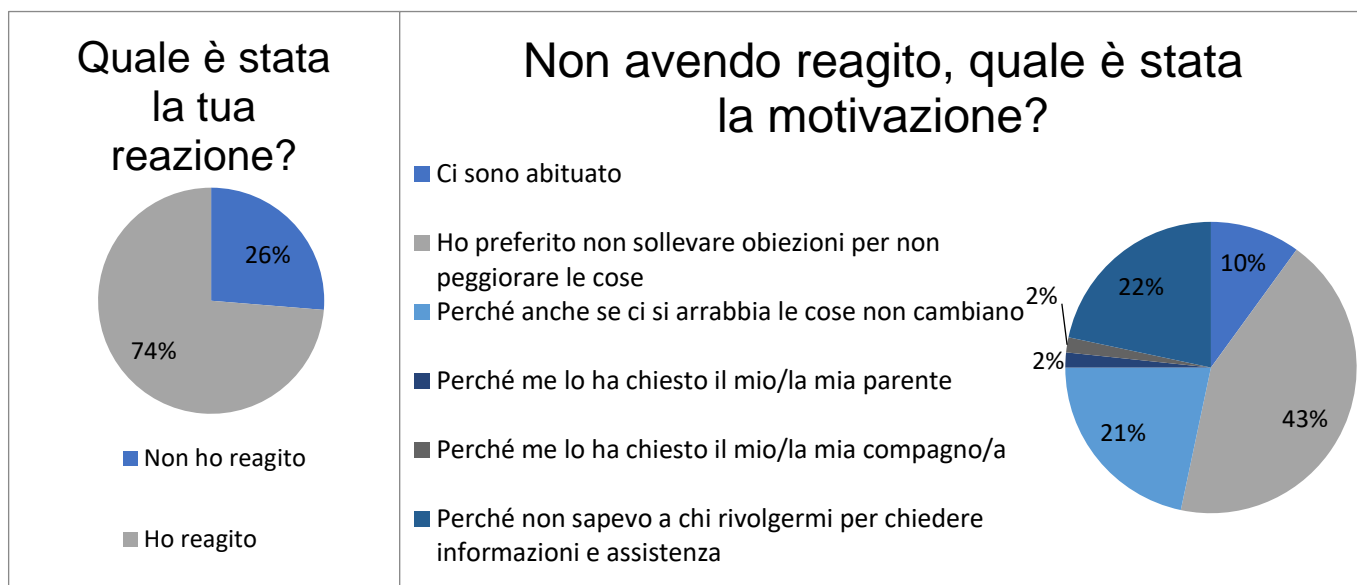 Quale è stata
la tua
reazione?
26%
74%
Non ho reagito
Ho reagito
Non avendo reagito, quale è stata
la motivazione?
Ci sono abituato
Ho preferito non sollevare obiezioni per non
peggiorare le cose
Perché anche se ci si arrabbia le cose non cambiano
Perché me lo ha chiesto il mio/la mia parente
Perché me lo ha chiesto il mio/la mia compagno/a
Perché non sapevo a chi rivolgermi per chiedere
informazioni e assistenza
10%
43%
21%
2%
2%
22%